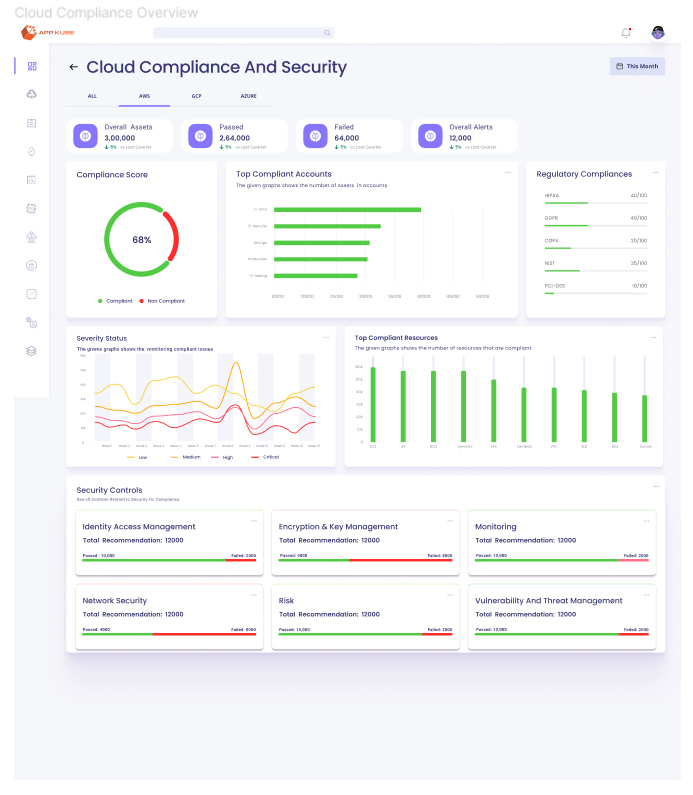 Cloud Compliance Overview
APP KUBE
Cloud Compliance And Security
This Month
ALL AWS GCP AZURE
Overall Assets
3,00,000
5% vs Last Quarter
Passed
2,64,000
5% vs Last Quarter
Failed
64,000
5% vs Last Quarter
Overall Alerts
12,000
5% vs Last Quarter
Compliance Score
68%
Compliant Non Compliant
Top Compliant Accounts
The given graphs shows the number of assets in accounts
IT Security
DevOps
Production
IT testing
10000 20000 15000 30000 35000 40000 45000 50000
Regulatory Compliances
HIPAA 40/100
GDPR 40/100
20/100
NIST 35/100
PCI-DSS 10/100
Severity Status
The givens graphs shows the monitoring compliant issues
Low Medium High Critical
Top Compliant Resources
The given graph shows the number of resources that are compliant
Security Controls
See all Controls Related to Security for Compliance
Identity Access Management
Total Recommendation: 12000
Passed : 10,000 Failed: 2000
Encryption & Key Management
Total Recommendation: 12000
Passed: 4000 Failed: 8000
Monitoring
Total Recommendation: 12000
Passed: 10,000 Failed: 2000
Network Security
Total Recommendation: 12000
Passed: 4000 Failed: 8000
Risk
Total Recommendation: 12000
Passed: 10,000 Failed: 2000
Vulnerability And Threat Management
Total Recommendation: 12000
Passed: 10,000 Failed: 2000